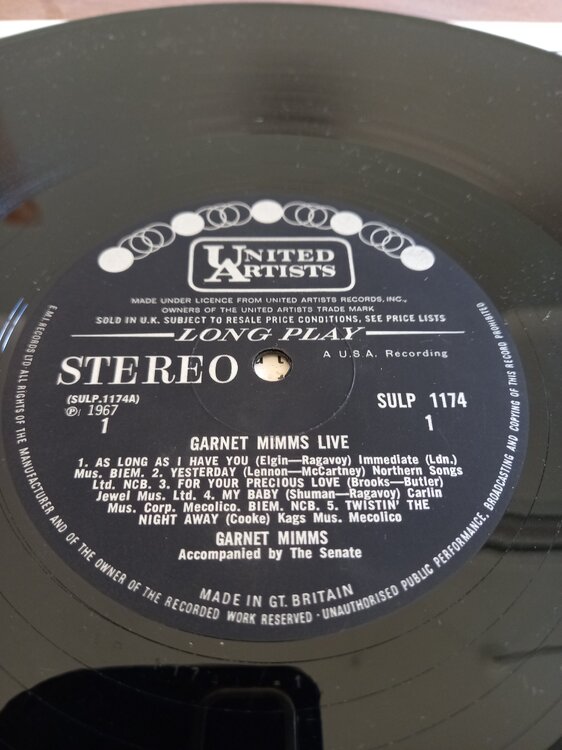 UNITED
ARTISTS
MADE UNDER LICENCE FROM UNITED ARTISTS RECORDS, INC.,
OWNERS OF THE UNITED ARTISTS TRADE MARK
SOLD IN U.K. SUBJECT TO RESALE PRICE CONDITIONS, SEE PRICE LISTS
LONG PLAY
STEREO
A U.S.A. Recording
(SULP.1174A)
℗ 1967
1
SULP 1174
1
GARNET MIMMS LIVE
1. AS LONG AS I HAVE YOU (Elgin—Ragavoy) Immediate (Ldn.)
Mus. BIEM. 2. YESTERDAY (Lennon—McCartney) Northern Songs
Ltd. NCB. 3. FOR YOUR PRECIOUS LOVE (Brooks—Butler)
Jewel Mus. Ltd. 4. MY BABY (Shuman—Ragavoy) Carlin
Mus. Corp. Mecolico. BIEM. NCB. 5. TWISTIN' THE
NIGHT AWAY (Cooke) Kags Mus. Mecolico
GARNET MIMMS
Accompanied by The Senate
MADE IN GT. BRITAIN
E.M.I. RECORDS LTD ALL RIGHTS OF THE MANUFACTURER AND OF THE OWNER OF THE RECORDED WORK RESERVED · UNAUTHORISED PUBLIC PERFORMANCE, BROADCASTING AND COPYING OF THIS RECORD PROHIBITED